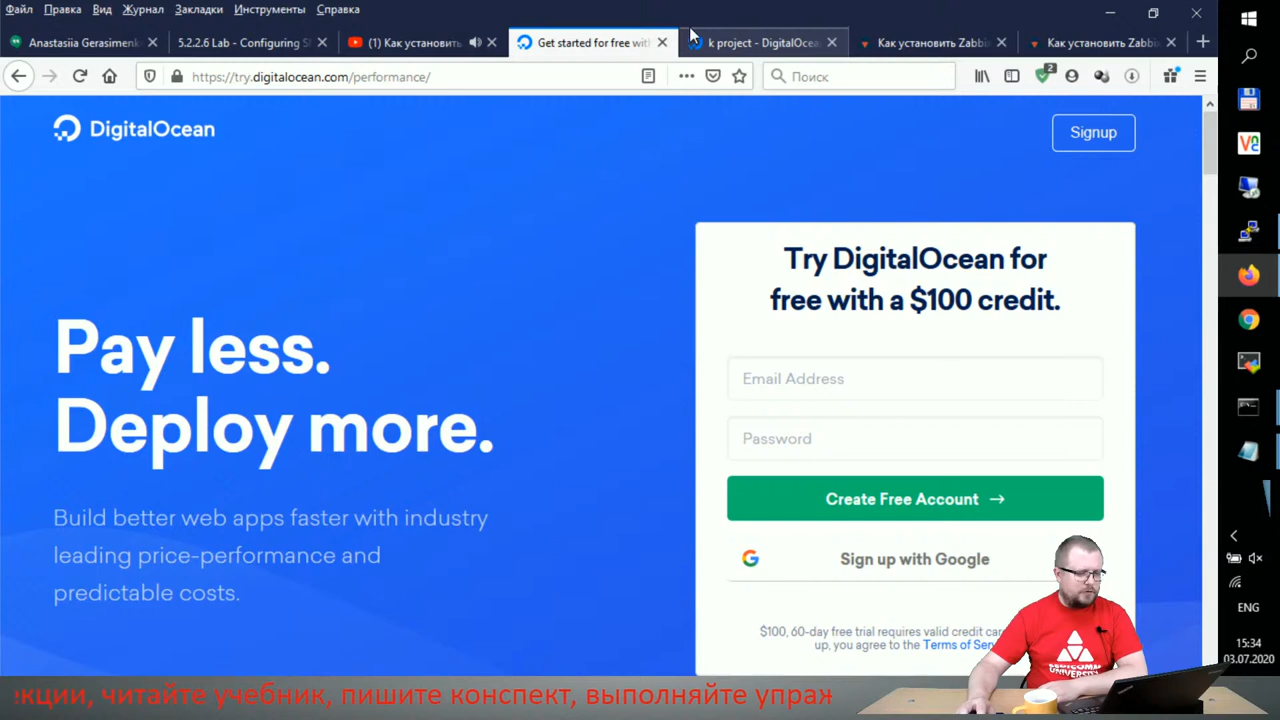 Файл Правка Вид Журнал Закладки Инструменты Справка
Anastasiia Gerasimenk
5.2.2.6 Lab - Configuring S
(1) Как установить
Get started for free wit
k project - DigitalOcea
Как установить Zabbi
Как установить Zabbi
https://try.digitalocean.com/performance/
Поиск
2
DigitalOcean
Signup
Try DigitalOcean for
free with a $100 credit.
Email Address
Password
Create Free Account
Sign up with Google
$100, 60-day free trial requires valid credit
up, you agree to the Terms of
Pay less.
Deploy more.
Build better web apps faster with industry
leading price-performance and
predictable costs.
ENG
15:34
03.07.2020
екции, читайте учебник, пишите конспект, выполняйте упраж